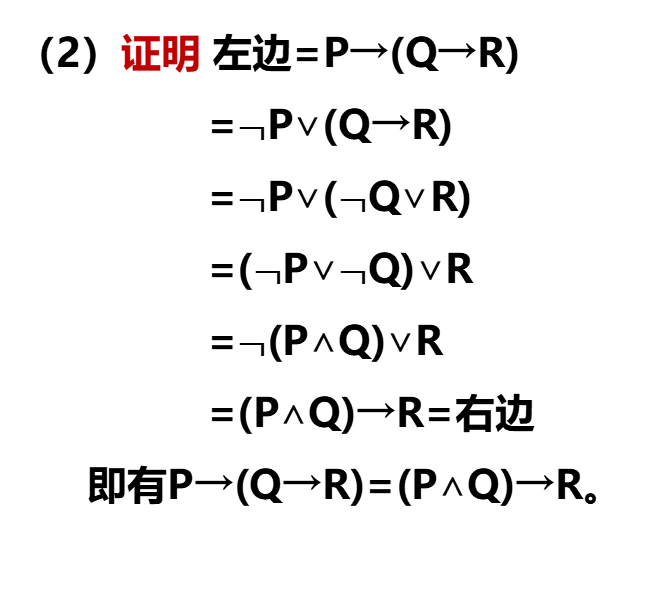 （2）证明 左边=P→(Q→R)
=¬P∨(Q→R)
=¬P∨(¬Q∨R)
=(¬P∨¬Q)∨R
=¬(P∧Q)∨R
=(P∧Q)→R=右边
即有P→(Q→R)=(P∧Q)→R。